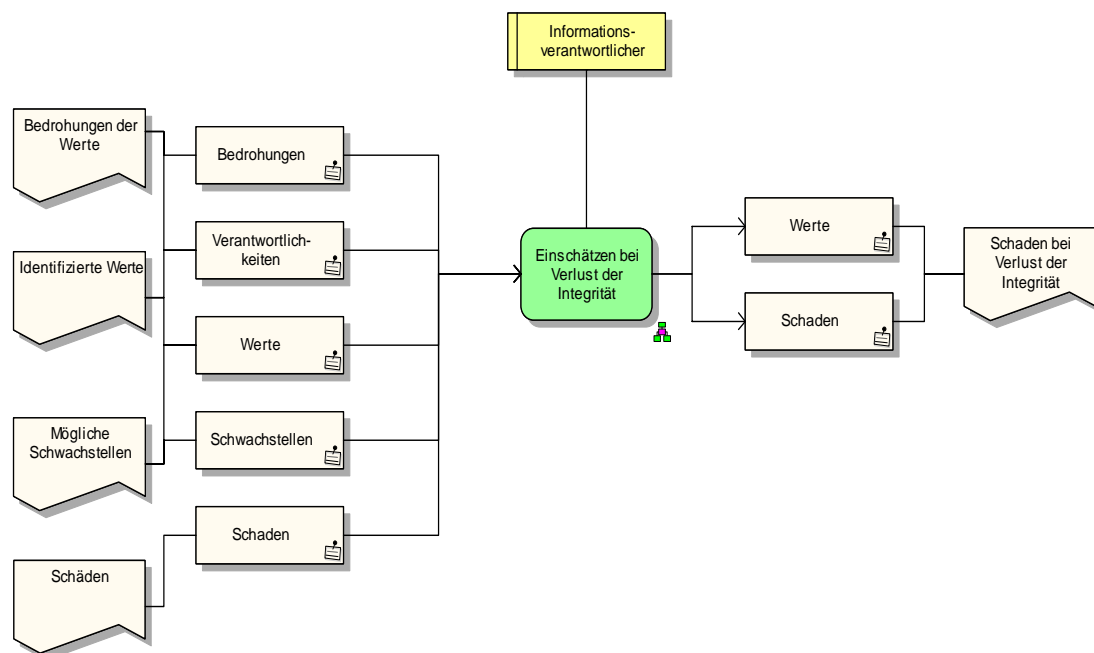 Informations-
verantwortlicher
Bedrohungen der
Werte
Bedrohungen
Identifizierte Werte
Verantwortlich-
keiten
Werte
Mögliche
Schwachstellen
Schwachstellen
Schäden
Schaden
Einschätzen bei
Verlust der
Integrität
Werte
Schaden
Schaden bei
Verlust der
Integrität